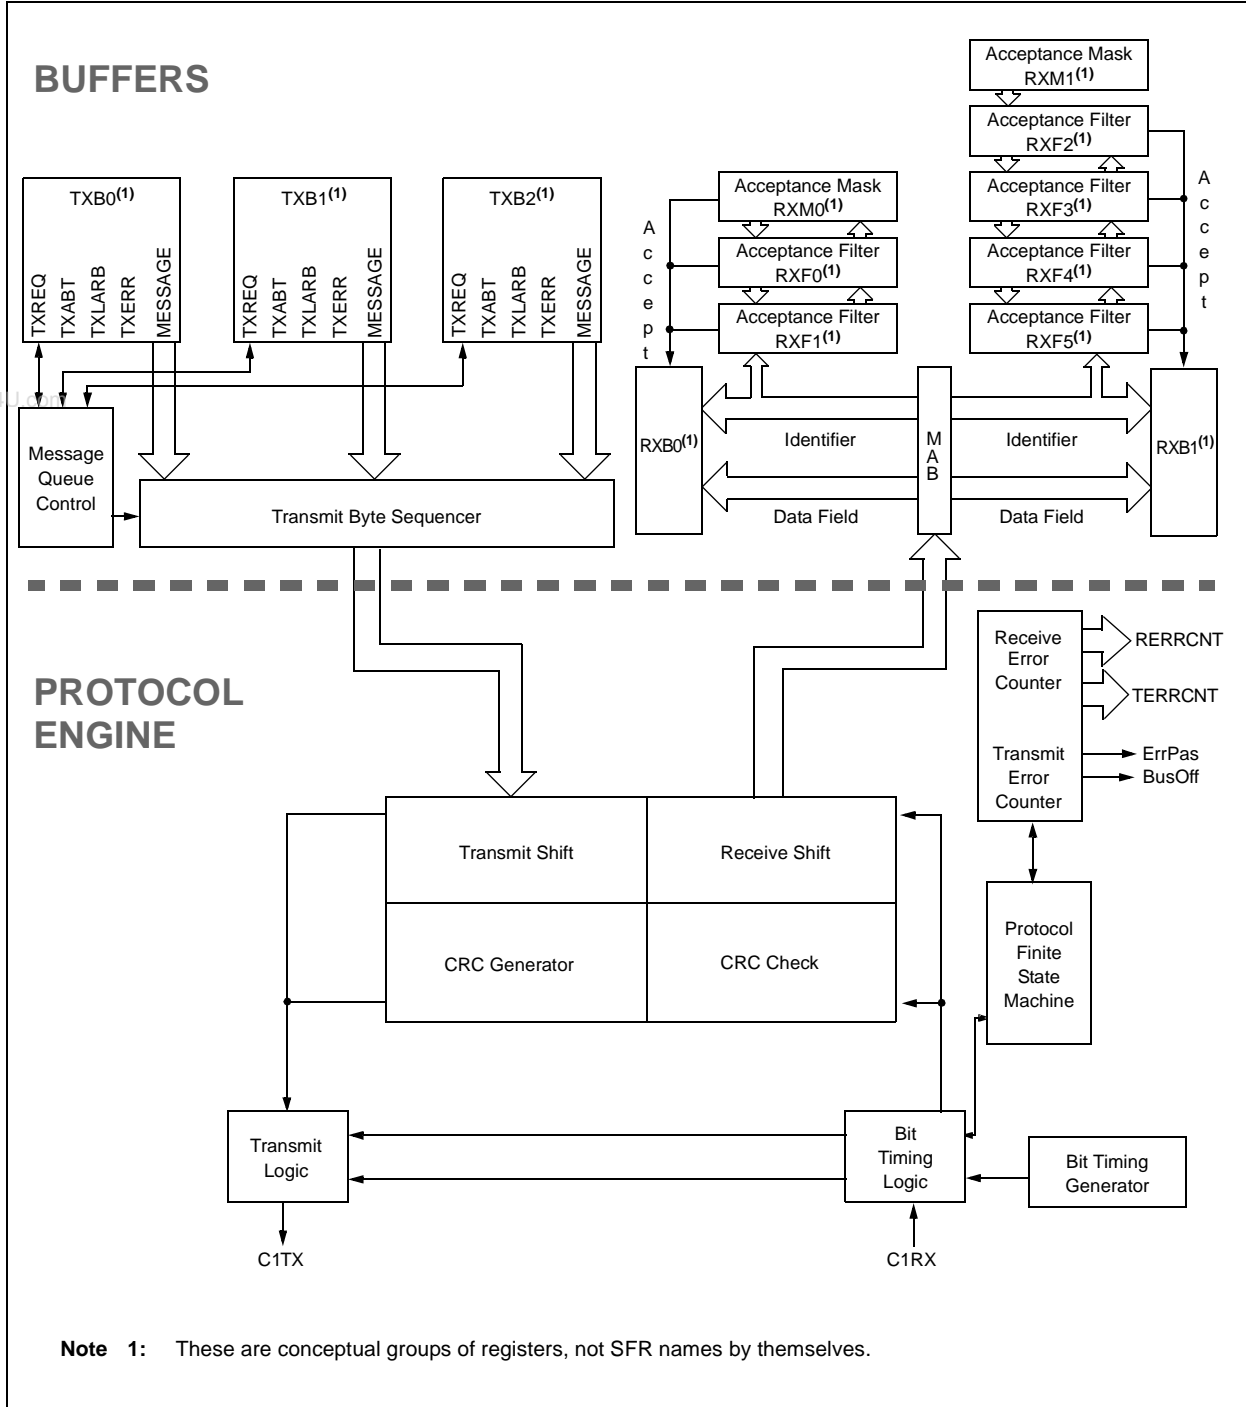 BUFFERS
Acceptance Mask
RXM1(1)
Acceptance Filter
RXF2(1)
TXB0(1)
TXREQ
TXABT
TXLARB
TXERR
MESSAGE
TXB1(1)
TXREQ
TXABT
TXLARB
TXERR
MESSAGE
TXB2(1)
TXREQ
TXABT
TXLARB
TXERR
MESSAGE
Accept
Acceptance Mask
RXM0(1)
Acceptance Filter
RXF0(1)
Acceptance Filter
RXF1(1)
Acceptance Filter
RXF3(1)
Acceptance Filter
RXF4(1)
Acceptance Filter
RXF5(1)
Accept
4U.com
Message
Queue
Control
Transmit Byte Sequencer
RXB0(1)
Identifier
Data Field
MAB
Identifier
Data Field
RXB1(1)
PROTOCOL
ENGINE
Receive
Error
Counter
Transmit
Error
Counter
RERRCNT
TERRCNT
ErrPas
BusOff
Transmit Shift
Receive Shift
CRC Generator
CRC Check
Protocol
Finite
State
Machine
Transmit
Logic
Bit
Timing
Logic
Bit Timing
Generator
C1TX
C1RX
Note 1: These are conceptual groups of registers, not SFR names by themselves.